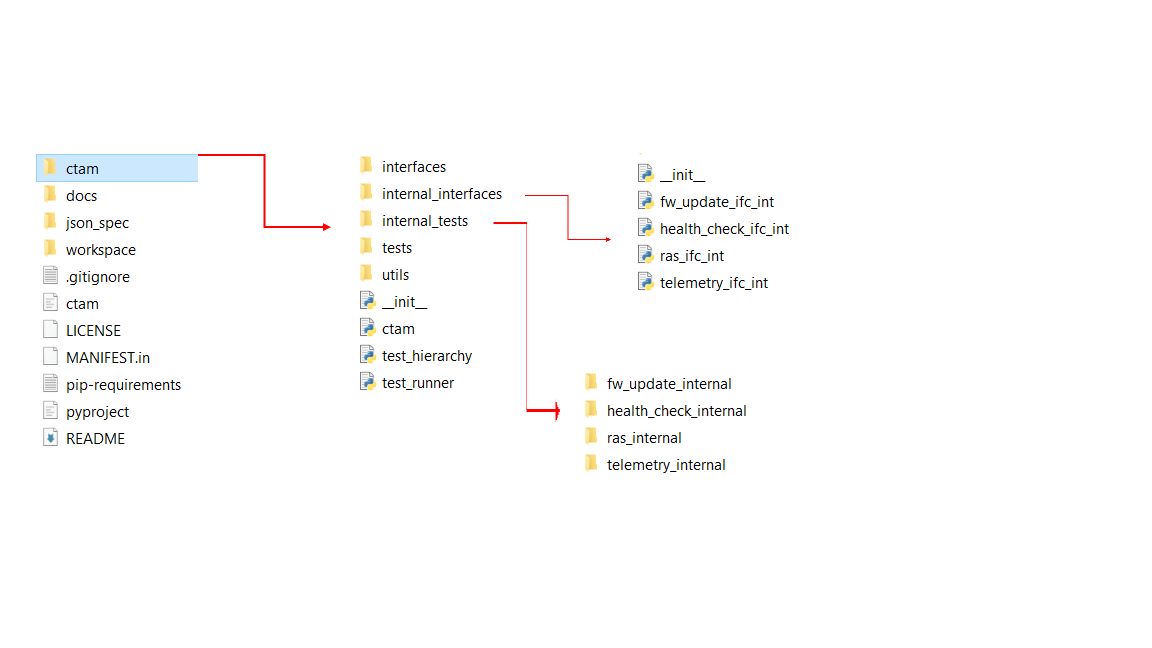 ctam
docs
json_spec
workspace
.gitignore
ctam
LICENSE
MANIFEST.in
pip-requirements
pyproject
README
interfaces
internal_interfaces
internal_tests
tests
utils
__init__
ctam
test_hierarchy
test_runner
__init__
fw_update_ifc_int
health_check_ifc_int
ras_ifc_int
telemetry_ifc_int
fw_update_internal
health_check_internal
ras_internal
telemetry_internal